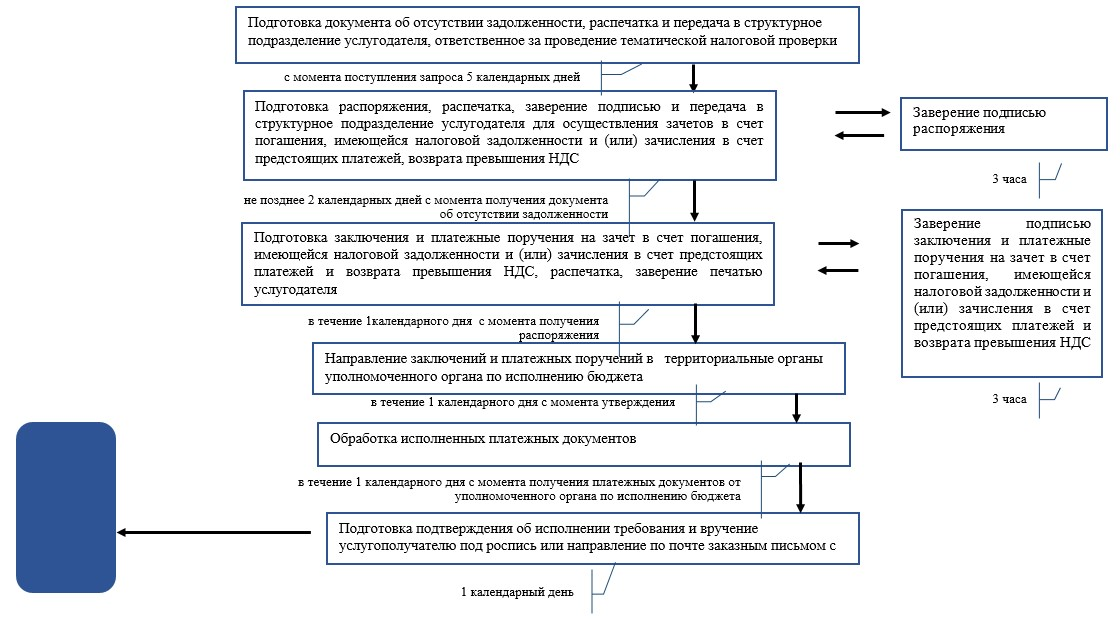 Подготовка документа об отсутствии задолженности, распечатка и передача в структурное
подразделение услугодателя, ответственное за проведение тематической налоговой проверки
с момента поступления запроса 5 календарных дней
Подготовка распоряжения, распечатка, заверение подписью и передача в
структурное подразделение услугодателя для осуществления зачетов в счет
погашения, имеющейся налоговой задолженности и (или) зачисления в счет
предстоящих платежей, возврата превышения НДС
Заверение подписью
распоряжения
3 часа
не позднее 2 календарных дней с момента получения документа
об отсутствии задолженности
Подготовка заключения и платежные поручения на зачет в счет погашения,
имеющейся налоговой задолженности и (или) зачисления в счет предстоящих
платежей и возврата превышения НДС, распечатка, заверение печатью
услугодателя
Заверение подписью
заключения и платежные
поручения на зачет в счет
погашения, имеющейся
налоговой задолженности и
(или) зачисления в счет
предстоящих платежей и
возврата превышения НДС
3 часа
в течение 1календарного дня с момента получения
распоряжения
Направление заключений и платежных поручений в территориальные органы
уполномоченного органа по исполнению бюджета
в течение 1 календарного дня с момента утверждения
Обработка исполненных платежных документов
в течение 1 календарного дня с момента получения платежных документов от
уполномоченного органа по исполнению бюджета
Подготовка подтверждения об исполнении требования и вручение
услугополучателю под роспись или направление по почте заказным письмом с
1 календарный день